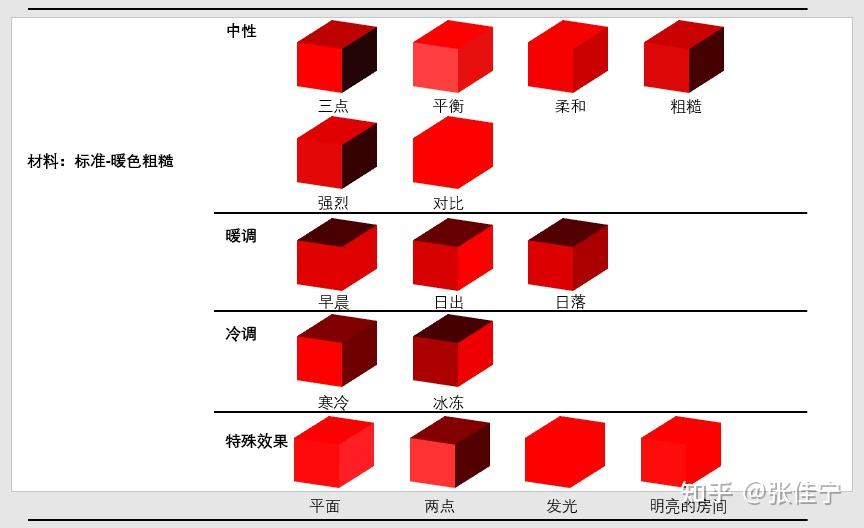 中性
三点 平衡 柔和 粗糙
材料：标准-暖色粗糙
强烈 对比
暖调
早晨 日出 日落
冷调
寒冷 冰冻
特殊效果
平面 两点 发光 明亮的房间
知乎 @张佳宁